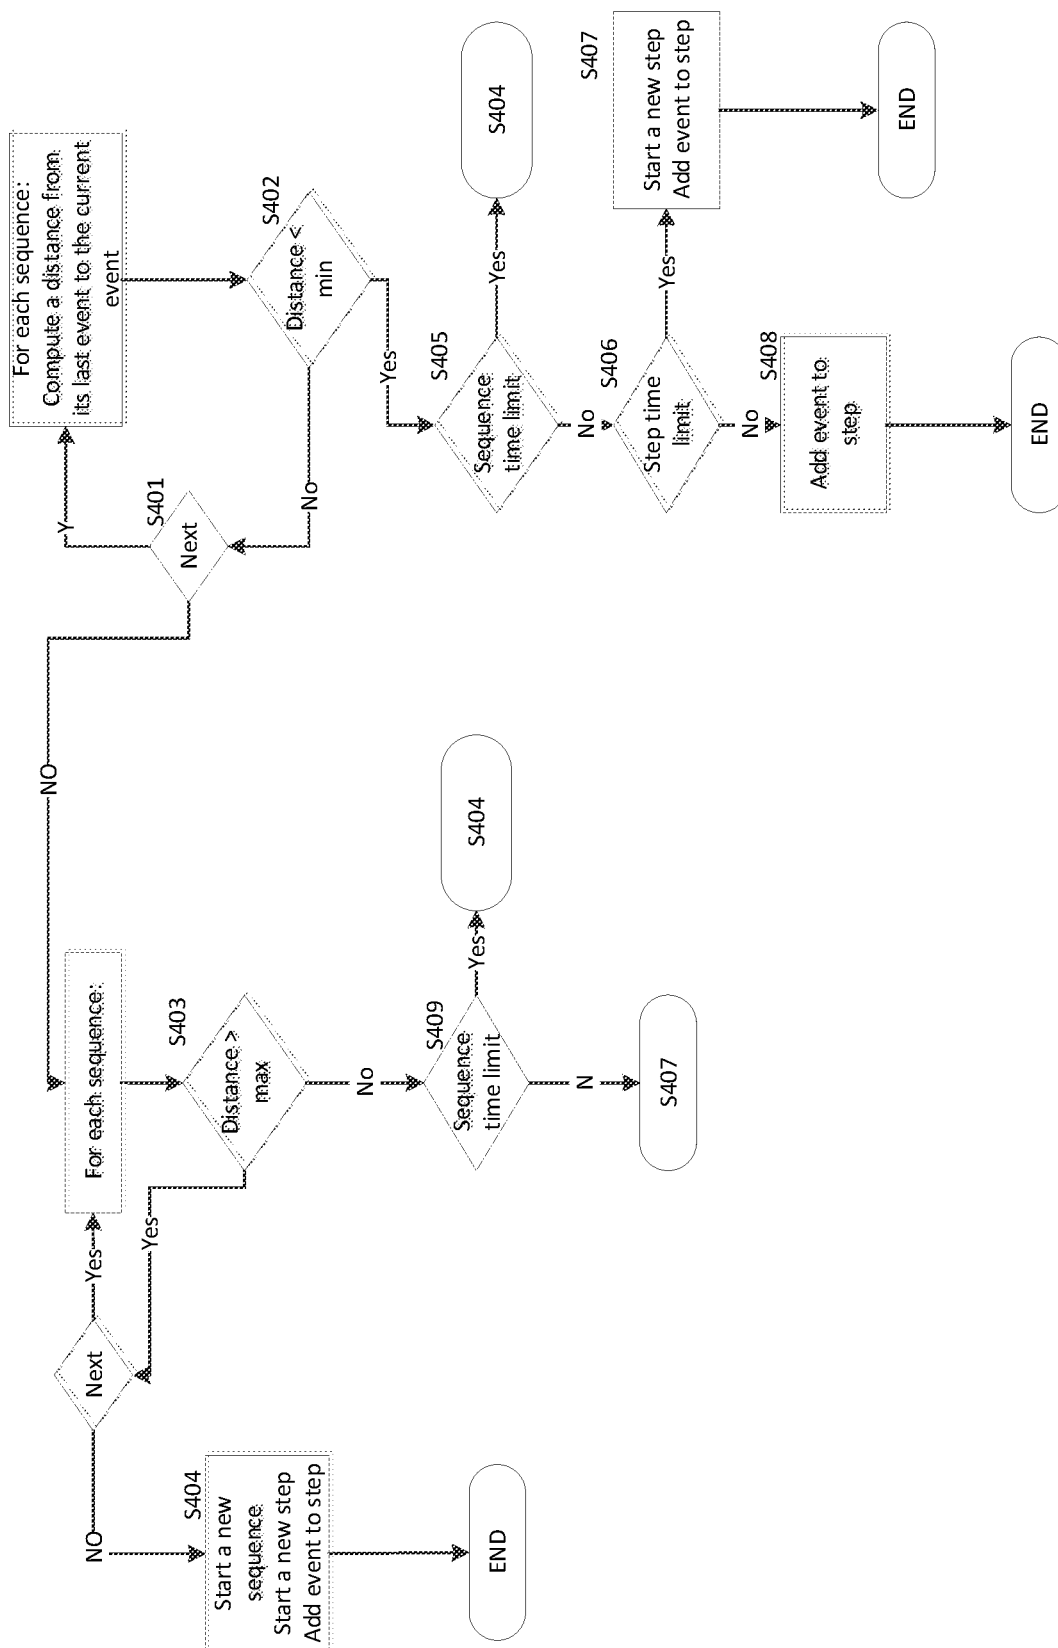 NO
Next
Yes
Yes
S404
Start a new
sequence
Start a new step
Add event to step
END
NO
For each sequence:
S403
Distance >
max
No
S409
Sequence
time limit
Yes
S404
N
S407
For each sequence:
Compute a distance from
its last event to the current
event
Y
S401
Next
No
S402
Distance <
min
Yes
S405
Sequence
time limit
Yes
S404
No
S406
Step time
limit
Yes
S407
Start a new step
Add event to step
END
No
S408
Add event to
step
END